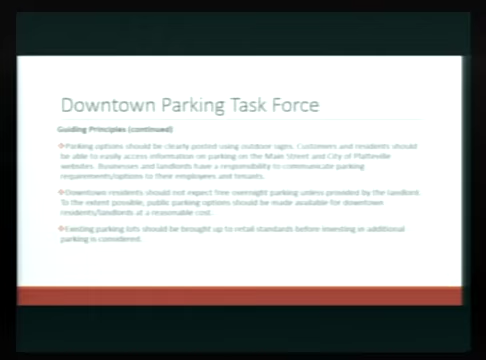 Downtown Parking Task Force
Guiding Principles (continued)
❖Parking options should be clearly posted using outdoor signs. Customers and residents should
be able to easily access information on parking on the Main Street and City of Platteville
websites. Businesses and landlords have a responsibility to communicate parking
requirements/options to their employees and tenants.
❖Downtown residents should not expect free overnight parking unless provided by the landlord.
To the extent possible, public parking options should be made available for downtown
residents/landlords at a reasonable cost.
❖Existing parking lots should be brought up to retail standards before investing in additional
parking is considered.